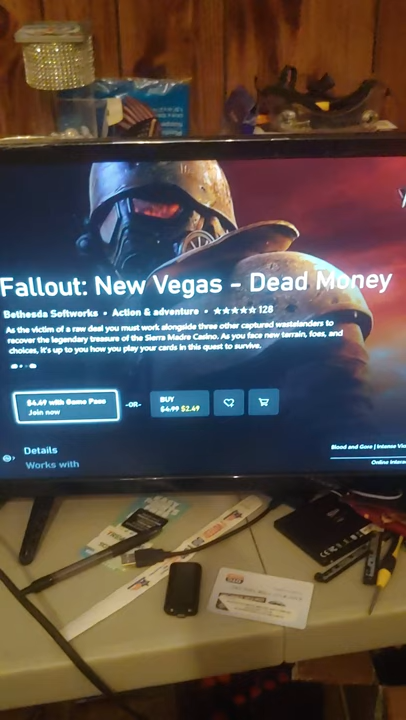 Fallout: New Vegas - Dead Money
Bethesda Softworks • Action & adventure • ★★★★★ 128
As the victim of a raw deal you must work alongside three other captured wastelanders to
recover the legendary treasure of the Sierra Madre Casino. As you face new terrain, foes, and
choices, it's up to you how you play your cards in this quest to survive.
$4.49 with Game Pass
Join now
-OR-
BUY
$4.99 $2.49
Details
Works with
Blood and Gore | Intense Vio
Online Intera